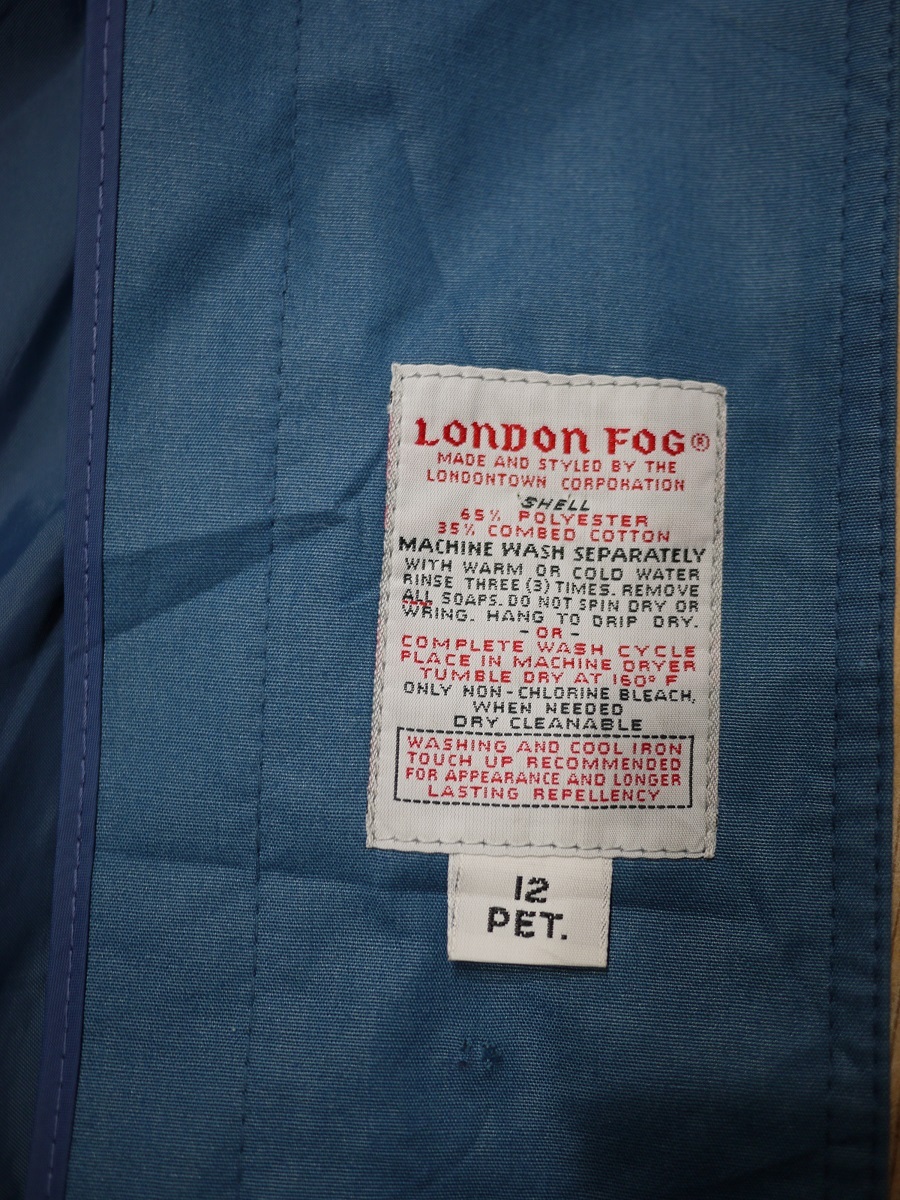 LONDON FOG®
MADE AND STYLED BY THE
LONDONTOWN CORPORATION
SHELL
65% POLYESTER
35% COMBED COTTON
MACHINE WASH SEPARATELY
WITH WARM OR COLD WATER
RINSE THREE (3) TIMES. REMOVE
ALL SOAPS. DO NOT SPIN DRY OR
WRING. HANG TO DRIP DRY.
- OR -
COMPLETE WASH CYCLE
PLACE IN MACHINE DRYER
TUMBLE DRY AT 160° F
ONLY NON-CHLORINE BLEACH,
WHEN NEEDED
DRY CLEANABLE
WASHING AND COOL IRON
TOUCH UP RECOMMENDED
FOR APPEARANCE AND LONGER
LASTING REPELLENCY
12
PET.